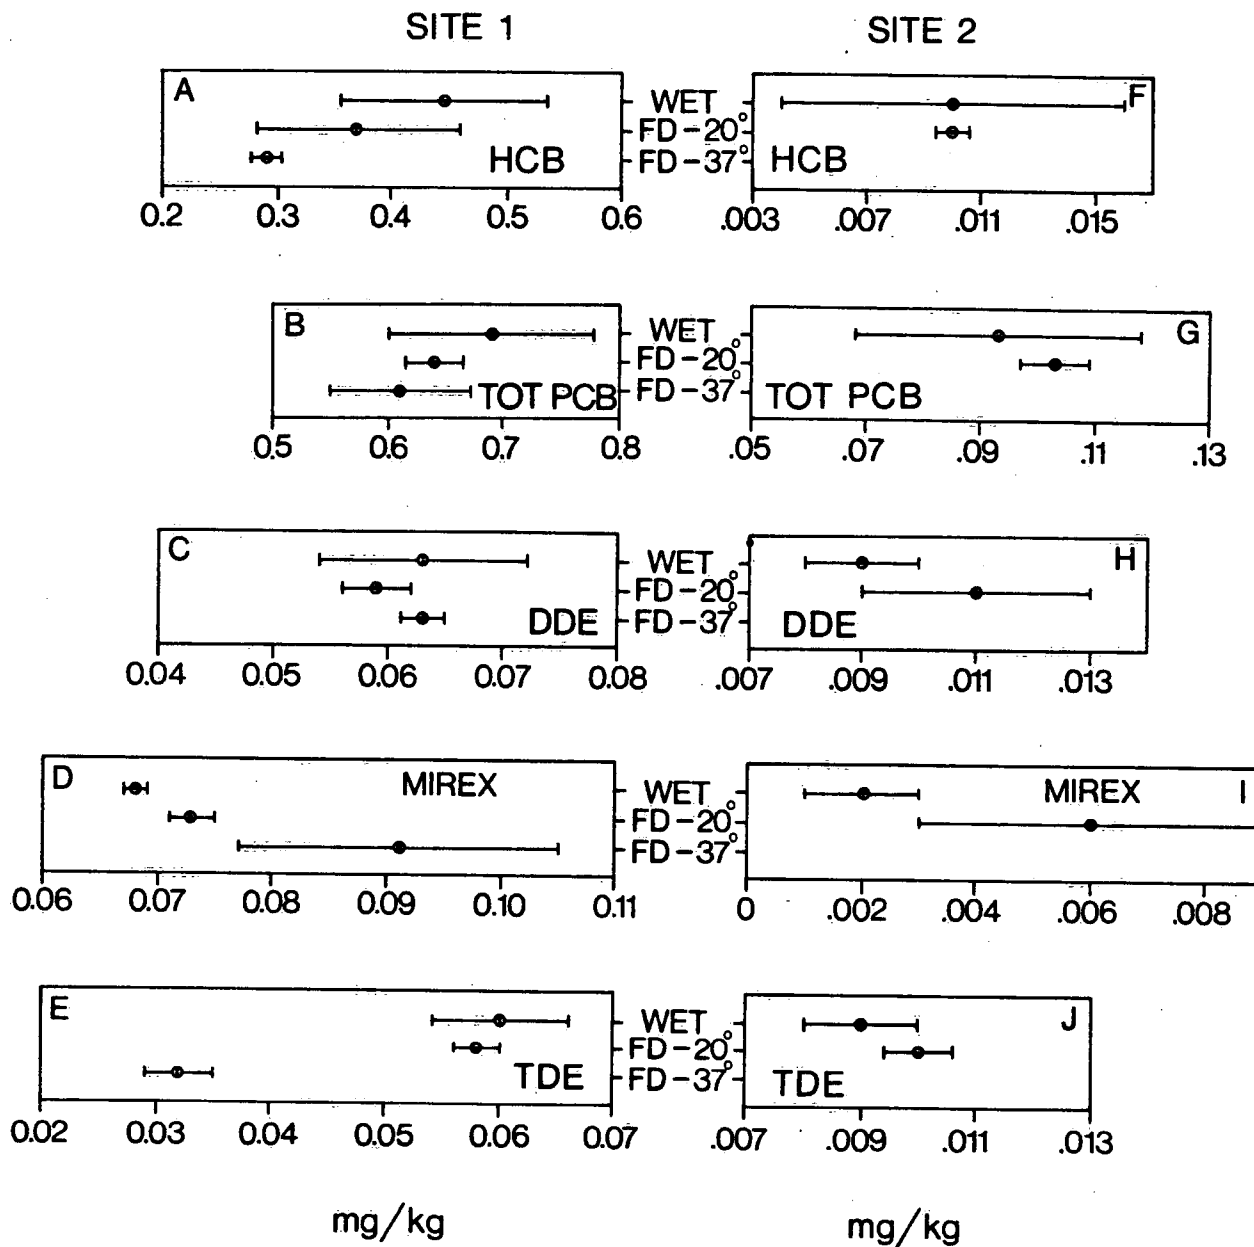 SITE 1 SITE 2
A WET F
FD-20°
HCB FD-37° HCB
0.2 0.3 0.4 0.5 0.6 .003 .007 .011 .015
B WET G
FD-20°
TOT PCB FD-37° TOT PCB
0.5 0.6 0.7 0.8 .05 .07 .09 .11 .13
C WET H
FD-20°
DDE FD-37° DDE
0.04 0.05 0.06 0.07 0.08 .007 .009 .011 .013
D MIREX WET MIREX I
FD-20°
FD-37°
0.06 0.07 0.08 0.09 0.10 0.11 0 .002 .004 .006 .008
E WET J
FD-20°
TDE FD-37° TDE
0.02 0.03 0.04 0.05 0.06 0.07 .007 .009 .011 .013
mg/kg mg/kg